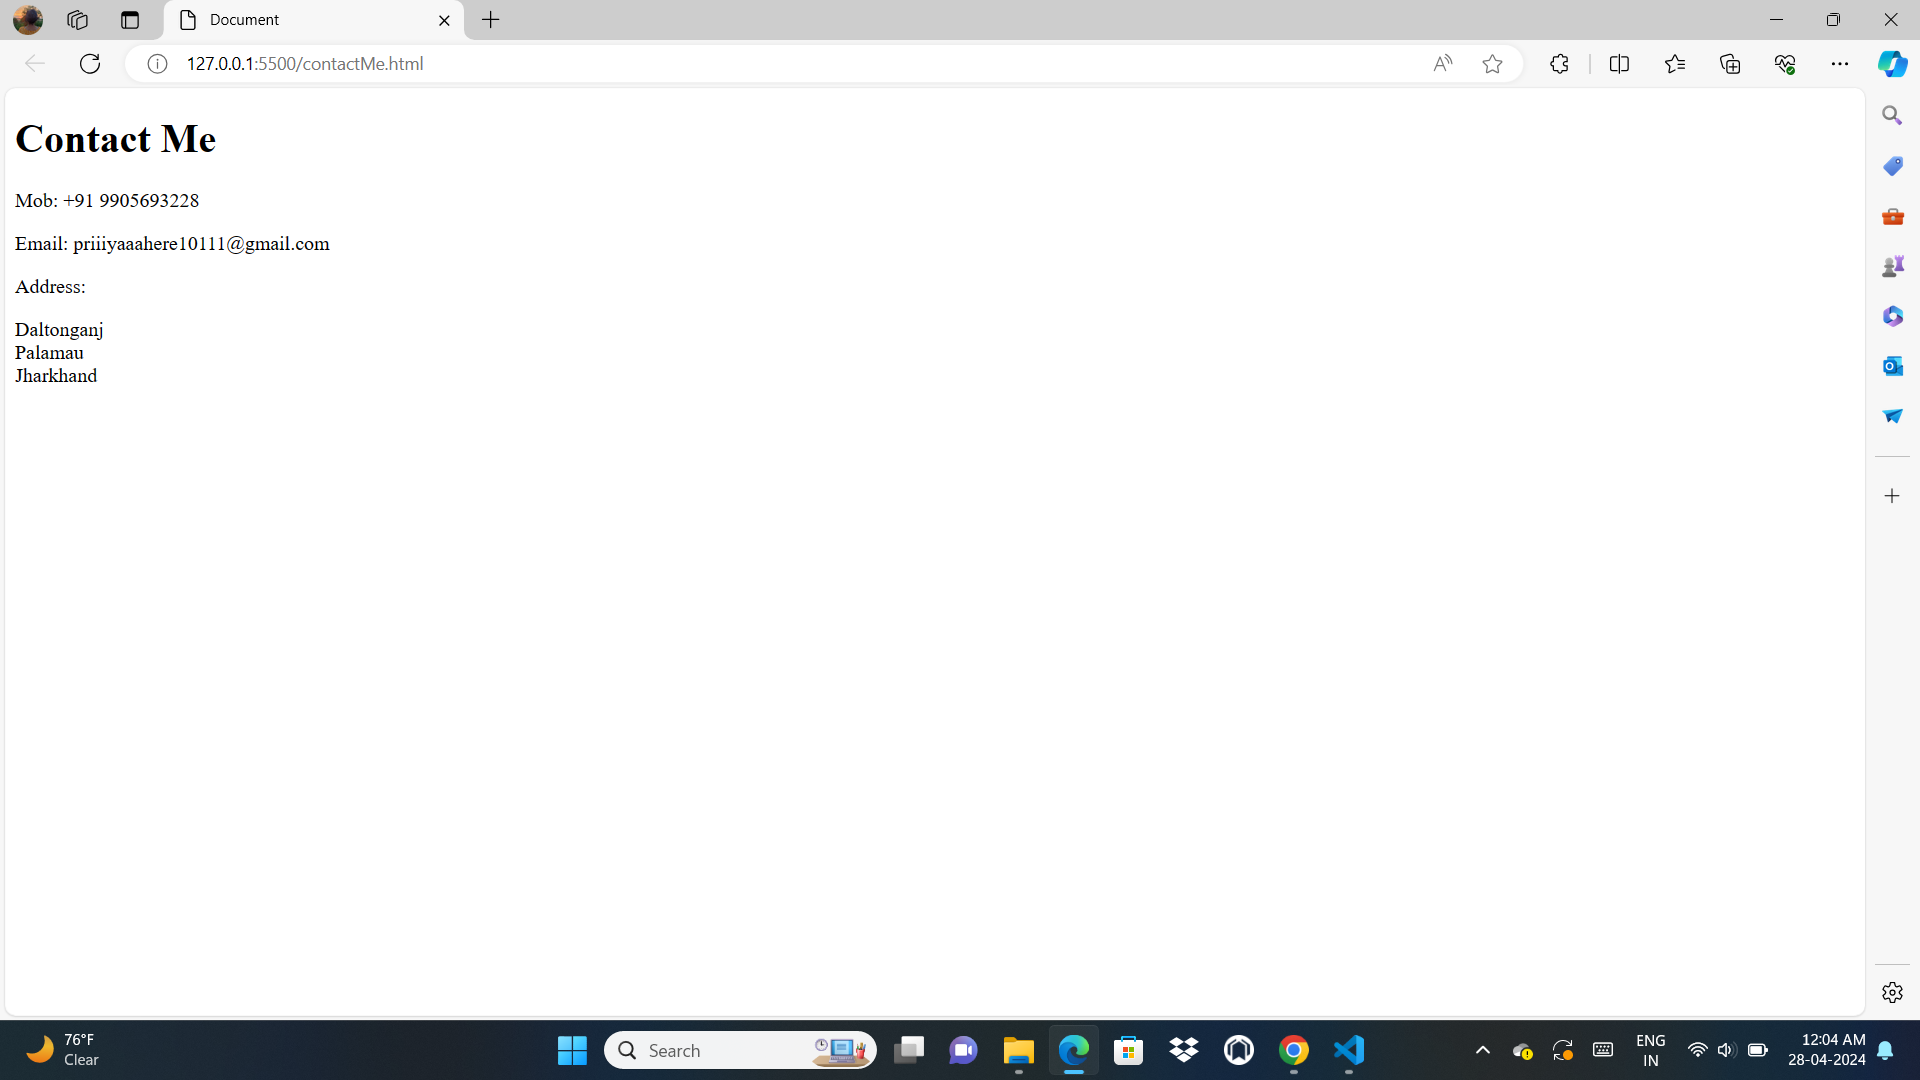 Document
127.0.0.1:5500/contactMe.html
Contact Me
Mob: +91 9905693228
Email: priiiyaaahere10111@gmail.com
Address:
Daltonganj
Palamau
Jharkhand
76°F
Clear
Search
ENG
IN
12:04 AM
28-04-2024